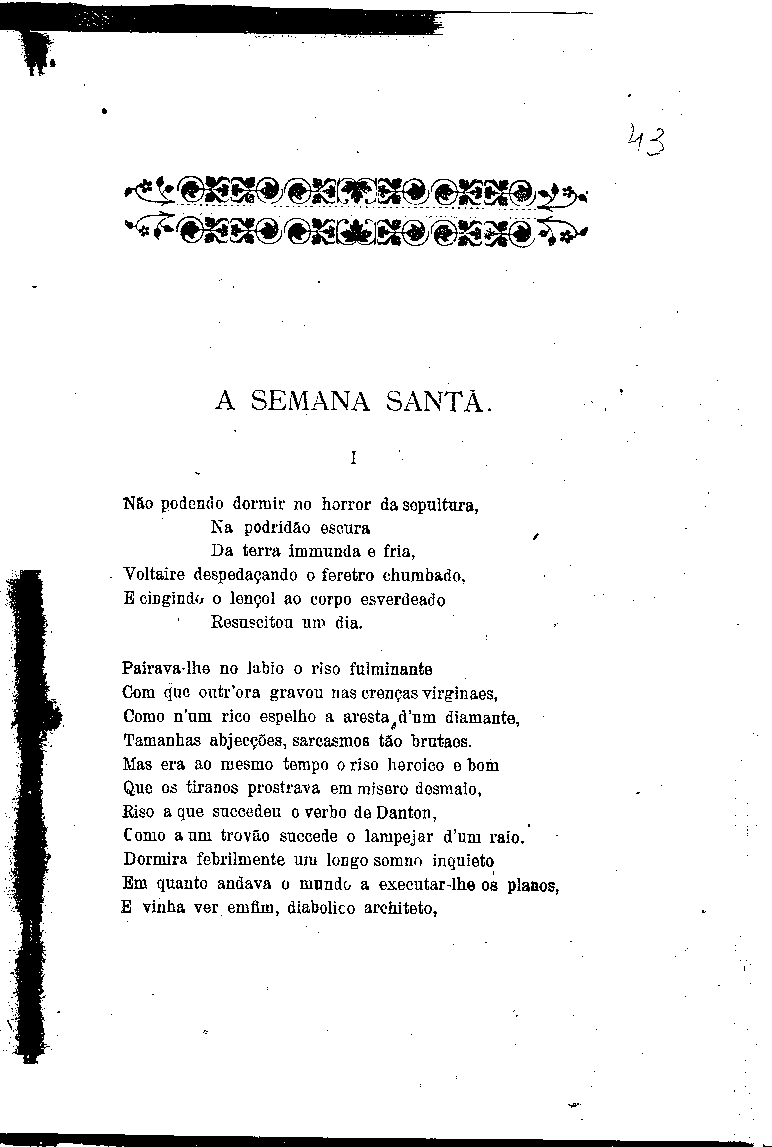 43
A SEMANA SANTA.
I
Não podendo dormir no horror da sepultura,
Na podridão escura
Da terra immunda e fria,
Voltaire despedaçando o feretro chumbado,
E cingindo o lençol ao corpo esverdeado
Resuscitou um dia.
Pairava-lhe no labio o riso fulminante
Com que outr'ora gravou nas crenças virginaes,
Como n'um rico espelho a aresta d'um diamante,
Tamanhas abjecções, sarcasmos tão brutaes.
Mas era ao mesmo tempo o riso heroico e bom
Que os tiranos prostrava em misero desmaio,
Riso a que succedeu o verbo de Danton,
Como a um trovão succede o lampejar d'um raio.
Dormira febrilmente um longo somno inquieto
Em quanto andava o mundo a executar-lhe os planos,
E vinha ver emfim, diabolico architeto,